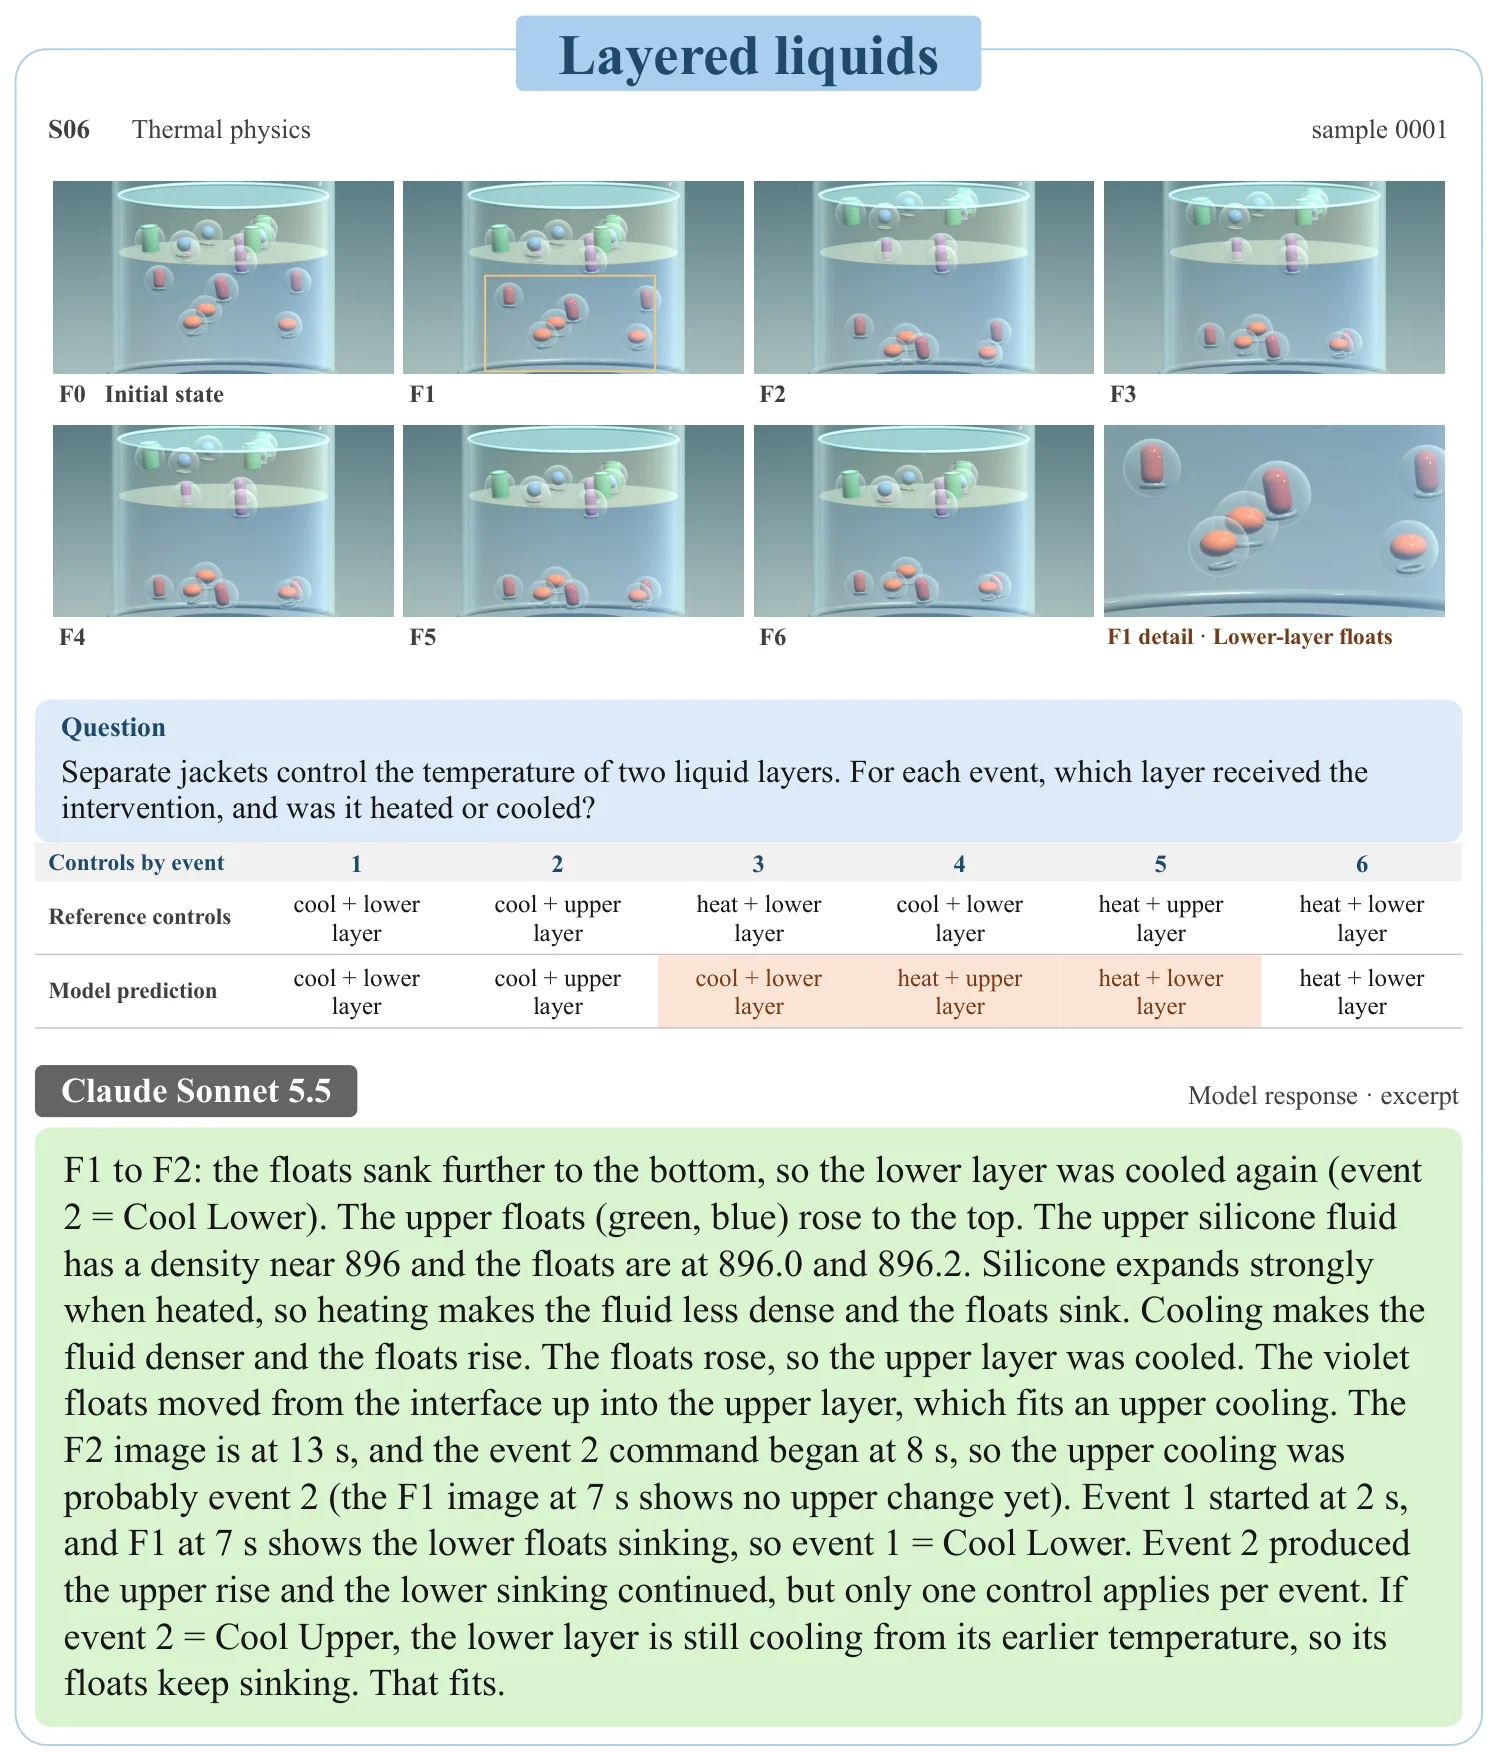 Layered liquids
S06 Thermal physics sample 0001
F0 Initial state F1 F2 F3
F4 F5 F6 F1 detail · Lower-layer floats
Question
Separate jackets control the temperature of two liquid layers. For each event, which layer received the
intervention, and was it heated or cooled?
Controls by event 1 2 3 4 5 6
Reference controls cool + lower layer cool + upper layer heat + lower layer cool + lower layer heat + upper layer heat + lower layer
Model prediction cool + lower layer cool + upper layer cool + lower layer heat + upper layer heat + lower layer heat + lower layer
Claude Sonnet 5.5 Model response · excerpt
F1 to F2: the floats sank further to the bottom, so the lower layer was cooled again (event
2 = Cool Lower). The upper floats (green, blue) rose to the top. The upper silicone fluid
has a density near 896 and the floats are at 896.0 and 896.2. Silicone expands strongly
when heated, so heating makes the fluid less dense and the floats sink. Cooling makes the
fluid denser and the floats rise. The floats rose, so the upper layer was cooled. The violet
floats moved from the interface up into the upper layer, which fits an upper cooling. The
F2 image is at 13 s, and the event 2 command began at 8 s, so the upper cooling was
probably event 2 (the F1 image at 7 s shows no upper change yet). Event 1 started at 2 s,
and F1 at 7 s shows the lower floats sinking, so event 1 = Cool Lower. Event 2 produced
the upper rise and the lower sinking continued, but only one control applies per event. If
event 2 = Cool Upper, the lower layer is still cooling from its earlier temperature, so its
floats keep sinking. That fits.